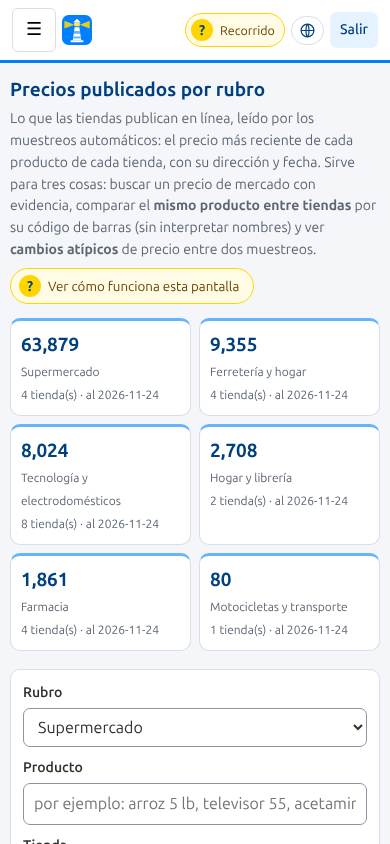 ☰
? Recorrido
Salir
Precios publicados por rubro
Lo que las tiendas publican en línea, leído por los
muestreos automáticos: el precio más reciente de cada
producto de cada tienda, con su dirección y fecha. Sirve
para tres cosas: buscar un precio de mercado con
evidencia, comparar el mismo producto entre tiendas por
su código de barras (sin interpretar nombres) y ver
cambios atípicos de precio entre dos muestreos.
? Ver cómo funciona esta pantalla
63,879
Supermercado
4 tienda(s) · al 2026-11-24
9,355
Ferretería y hogar
4 tienda(s) · al 2026-11-24
8,024
Tecnología y
electrodomésticos
8 tienda(s) · al 2026-11-24
2,708
Hogar y librería
2 tienda(s) · al 2026-11-24
1,861
Farmacia
4 tienda(s) · al 2026-11-24
80
Motocicletas y transporte
1 tienda(s) · al 2026-11-24
Rubro
Supermercado
Producto
por ejemplo: arroz 5 lb, televisor 55, acetamir
Tienda